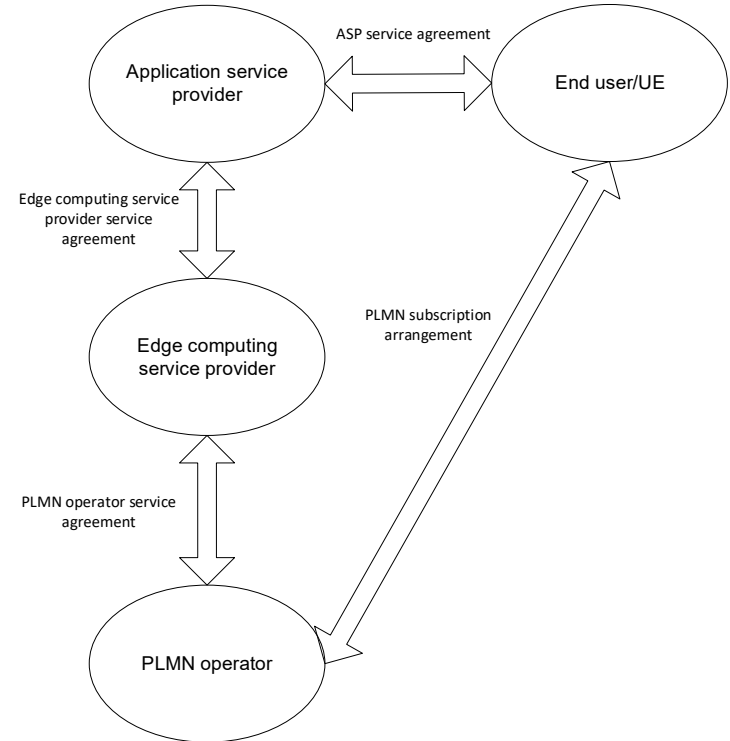 ASP service agreement
Application service
provider
End user/UE
Edge computing service
provider service
agreement
PLMN subscription
arrangement
Edge computing
service provider
PLMN operator service
agreement
PLMN operator